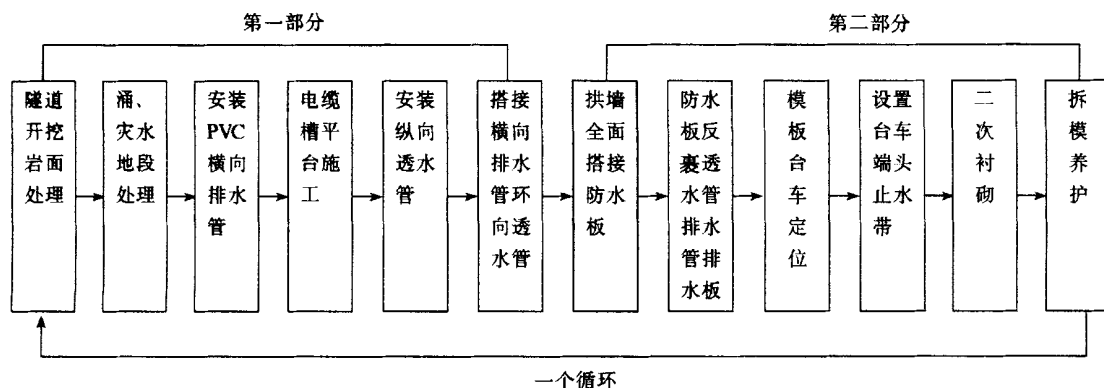 第一部分
第二部分
隧道
开挖
岩面
处理
涌、
灾水
地段
处理
安装
PVC
横向
排水
管
电缆
槽平
台施
工
安装
纵向
透水
管
搭接
横向
排水
管环
向透
水管
拱墙
全面
搭接
防水
板
防水
板反
裹透
水管
排水
管排
水板
模
板
台
车
定
位
设置
台车
端头
止水
带
二
次
衬
砌
拆
模
养
护
一个循环